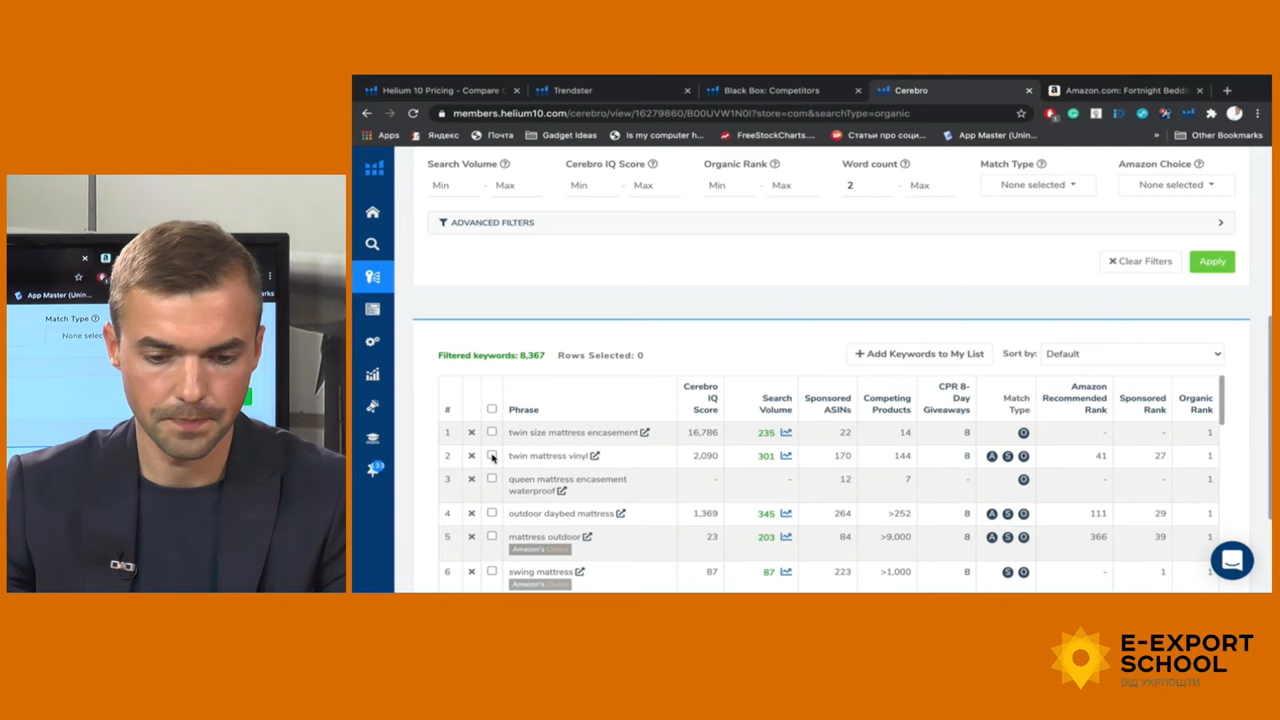 Helium 10 Pricing - Compare
Trendster
Black Box: Competitors
Cerebro
Amazon.com: Fortnight Beddi
members.helium10.com/cerebro/view/16279860/B00UVW1N0I?store=com&searchType=organic
Apps
Яндекс
Почта
Gadget Ideas
Is my computer h...
FreeStockCharts....
Статьи про соци...
App Master (Unin...
»
Other Bookmarks
Search Volume
Cerebro IQ Score
Organic Rank
Word count
Match Type
Amazon Choice
Min - Max
Min - Max
Min - Max
2 - Max
None selected
None selected
ADVANCED FILTERS
Clear Filters
Apply
Filtered keywords: 8,367
Rows Selected: 0
Add Keywords to My List
Sort by:
Default
# Phrase Cerebro IQ Score Search Volume Sponsored ASINs Competing Products CPR 8-Day Giveaways Match Type Amazon Recommended Rank Sponsored Rank Organic Rank
1 twin size mattress encasement 16,786 235 22 14 8 O - - 1
2 twin mattress vinyl 2,090 301 170 144 8 A S O 41 27 1
3 queen mattress encasement waterproof - - 12 7 - O - - 1
4 outdoor daybed mattress 1,369 345 264 >252 8 A S O 111 29 1
5 mattress outdoor 23 203 84 >9,000 8 A S O 366 39 1
Amazon's Choice
6 swing mattress 87 87 223 >1,000 8 S O - 1 1
Amazon's Choice
33
App Master (Unin...
Match Type
None selec
E-EXPORT
SCHOOL
ВІД УКРПОШТИ